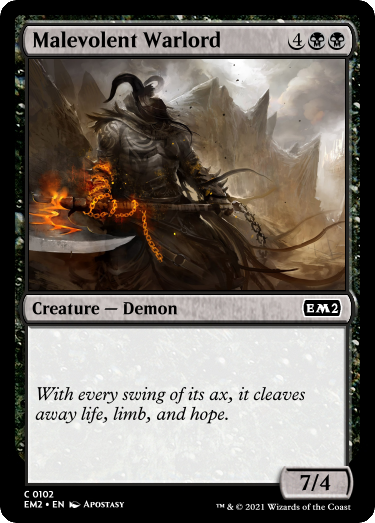 Malevolent Warlord 4
Creature — Demon EM2
With every swing of its ax, it cleaves
away life, limb, and hope.
7/4
C 0102
EM2 • EN Apostasy ™ & © 2021 Wizards of the Coast